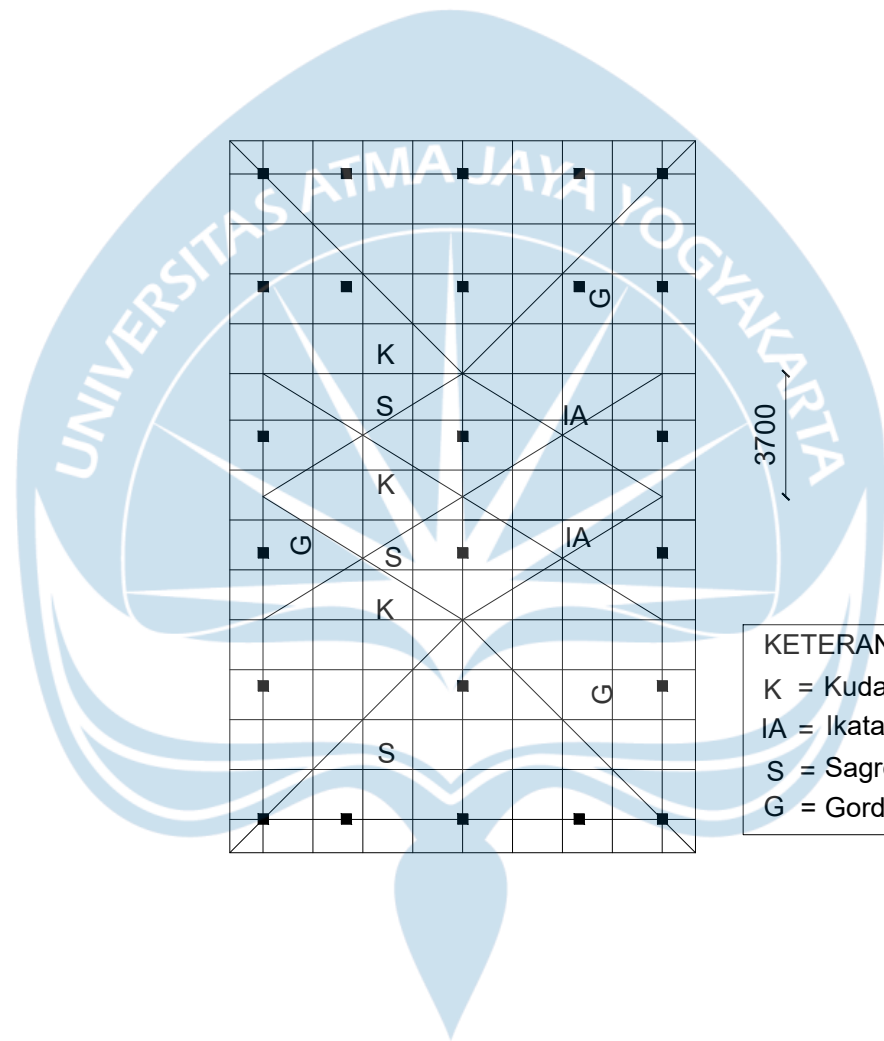 UNIVERSITAS ATMA JAYA YOGYAKARTA
G
K
S
IA
3700
K
G
S
IA
K
G
S
KETERAN
K = Kuda
IA = Ikata
S = Sagr
G = Gord